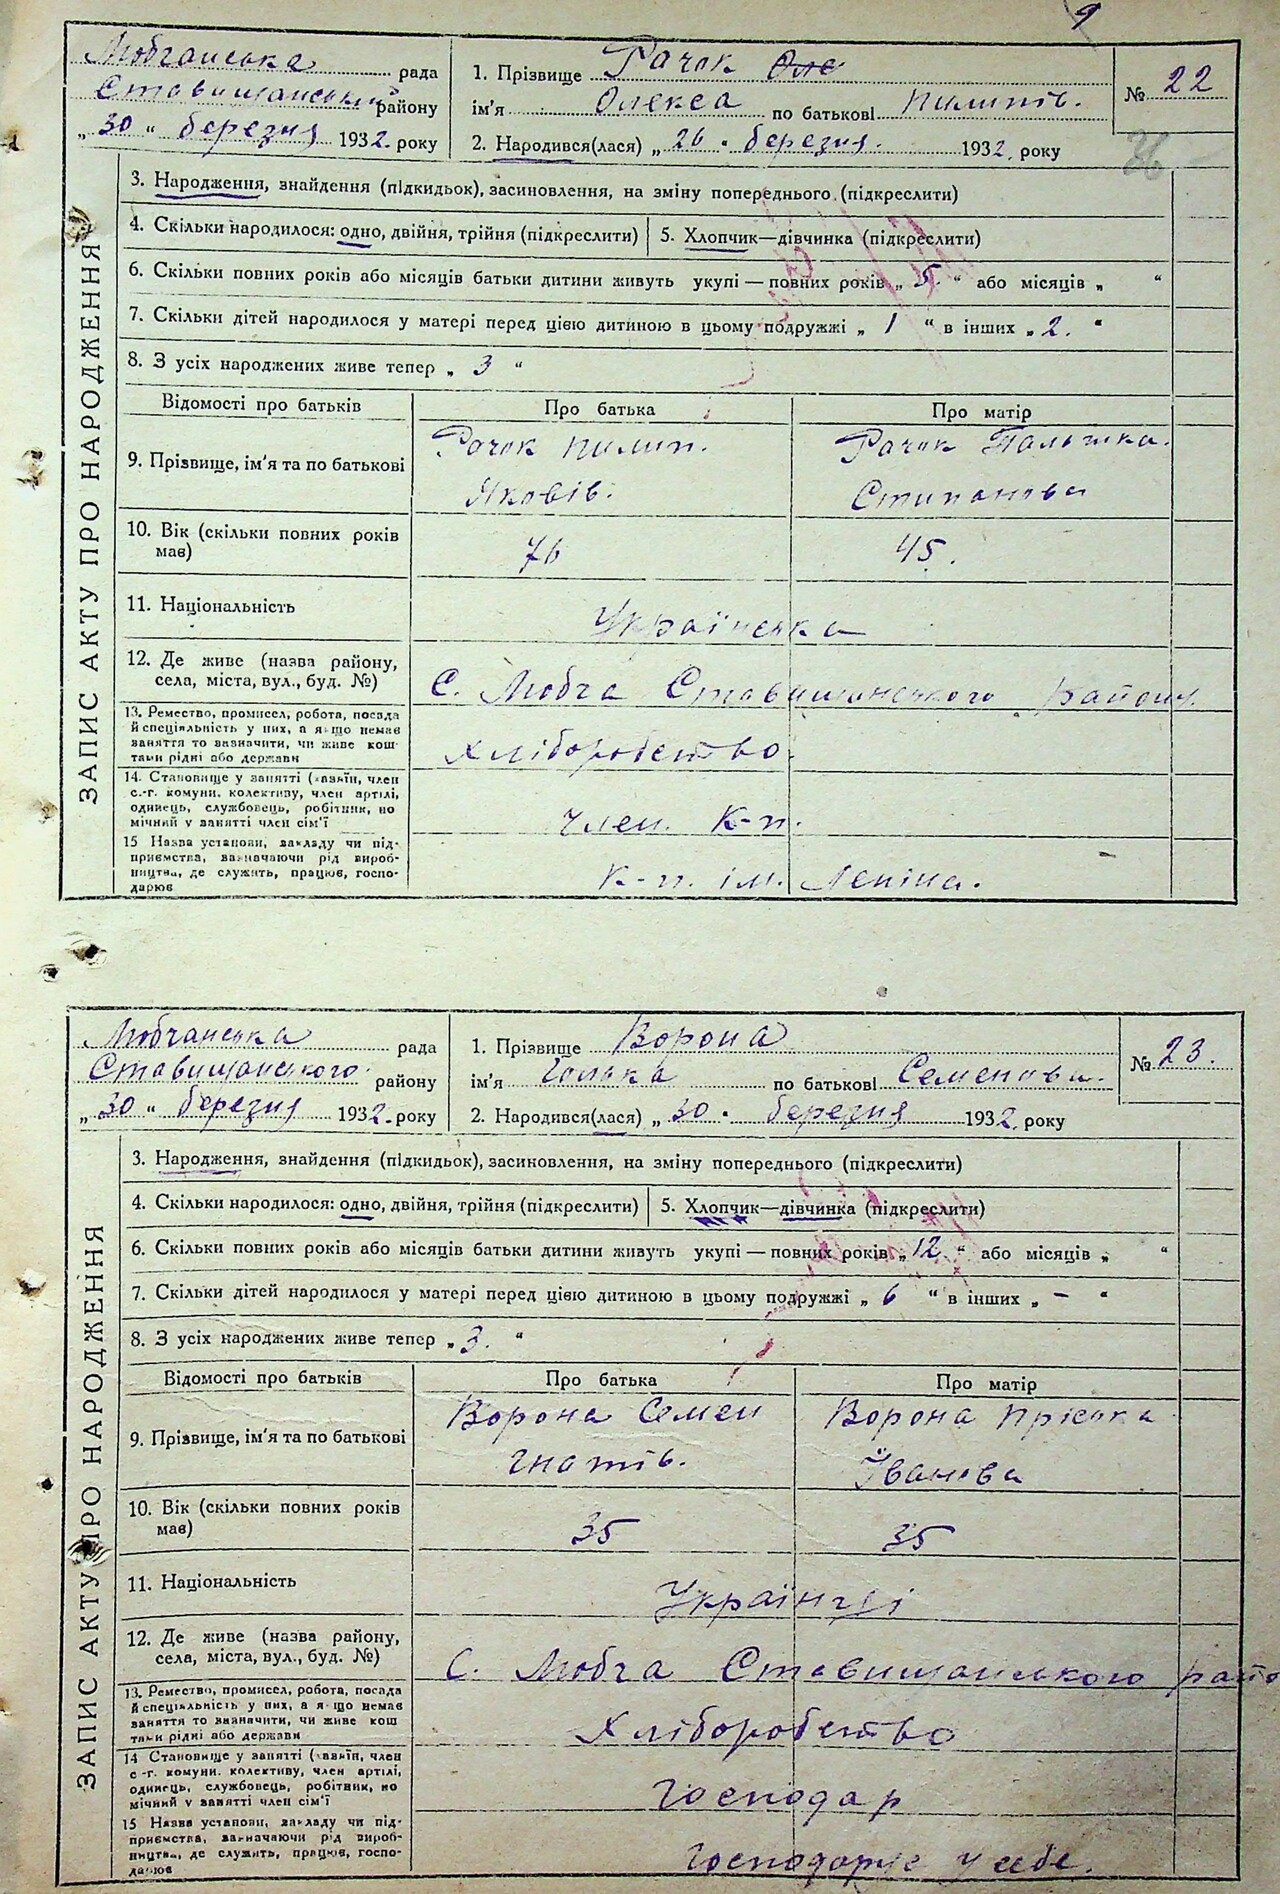 9
Любчанська рада
Ставищанський району
„ 30 " березня 1932. року
1. Прізвище Рачок Оле
ім'я Олекса по батькові Пилипів.
2. Народився(лася) „ 26 " березня. 1932. року
№ 22
36
ЗАПИС АКТУ ПРО НАРОДЖЕННЯ
3. Народження, знайдення (підкидьок), засиновлення, на зміну попереднього (підкреслити)
4. Скільки народилося: одно, двійня, трійня (підкреслити) 5. Хлопчик—дівчинка (підкреслити)
6. Скільки повних років або місяців батьки дитини живуть укупі — повних років „ 5. " або місяців „ "
7. Скільки дітей народилося у матері перед цією дитиною в цьому подружжі „ 1 " в інших „ 2. "
8. З усіх народжених живе тепер „ 3 "
Відомості про батьків Про батька Про матір
9. Прізвище, ім'я та по батькові
Рачок Пилип. Рачок Палажка.
Яковів. Степанова
10. Вік (скільки повних років має) 45.
11. Національність Українська
12. Де живе (назва району, села, міста, вул., буд. №)
С. Любча Ставищанського району.
13. Ремество, промисел, робота, посада й спеціяльність у них, а якщо немає заняття то зазначити, чи живе коштами рідні або держави
Хліборобство.
14. Становище у занятті (хазяїн, член с.-г. комуни, колективу, член артілі, одинець, службовець, робітник, помічний у занятті член сім'ї
Член. К-п.
15 Назва установи, закладу чи підприємства, зазначаючи рід виробництва, де служить, працює, господарює
К-п. ім. Леніна.
Любчанська рада
Ставищанського району
„ 30 " березня 1932. року
1. Прізвище Ворона
ім'я Галька по батькові Семенова.
2. Народився(лася) „ 30 " березня 1932. року
№ 23.
ЗАПИС АКТУ ПРО НАРОДЖЕННЯ
3. Народження, знайдення (підкидьок), засиновлення, на зміну попереднього (підкреслити)
4. Скільки народилося: одно, двійня, трійня (підкреслити) 5. Хлопчик—дівчинка (підкреслити)
6. Скільки повних років або місяців батьки дитини живуть укупі — повних років „ 12. " або місяців „ "
7. Скільки дітей народилося у матері перед цією дитиною в цьому подружжі „ 6 " в інших „ – "
8. З усіх народжених живе тепер „ 3. "
Відомості про батьків Про батька Про матір
9. Прізвище, ім'я та по батькові
Ворона Семен Ворона Пріська
Гнатів. Іванова
10. Вік (скільки повних років має) 35 35
11. Національність Українці
12. Де живе (назва району, села, міста, вул., буд. №)
С. Любча Ставищанського райо
13. Ремество, промисел, робота, посада й спеціяльність у них, а якщо немає заняття то зазначити, чи живе коштами рідні або держави
Хліборобство
14 Становище у занятті (хазяїн, член с.-г. комуни, колективу, член артілі, одинець, службовець, робітник, помічний у занятті член сім'ї
Господар
15 Назва установи, закладу чи підприємства, зазначаючи рід виробництва, де служить, працює, господарює
Господарює у себе.